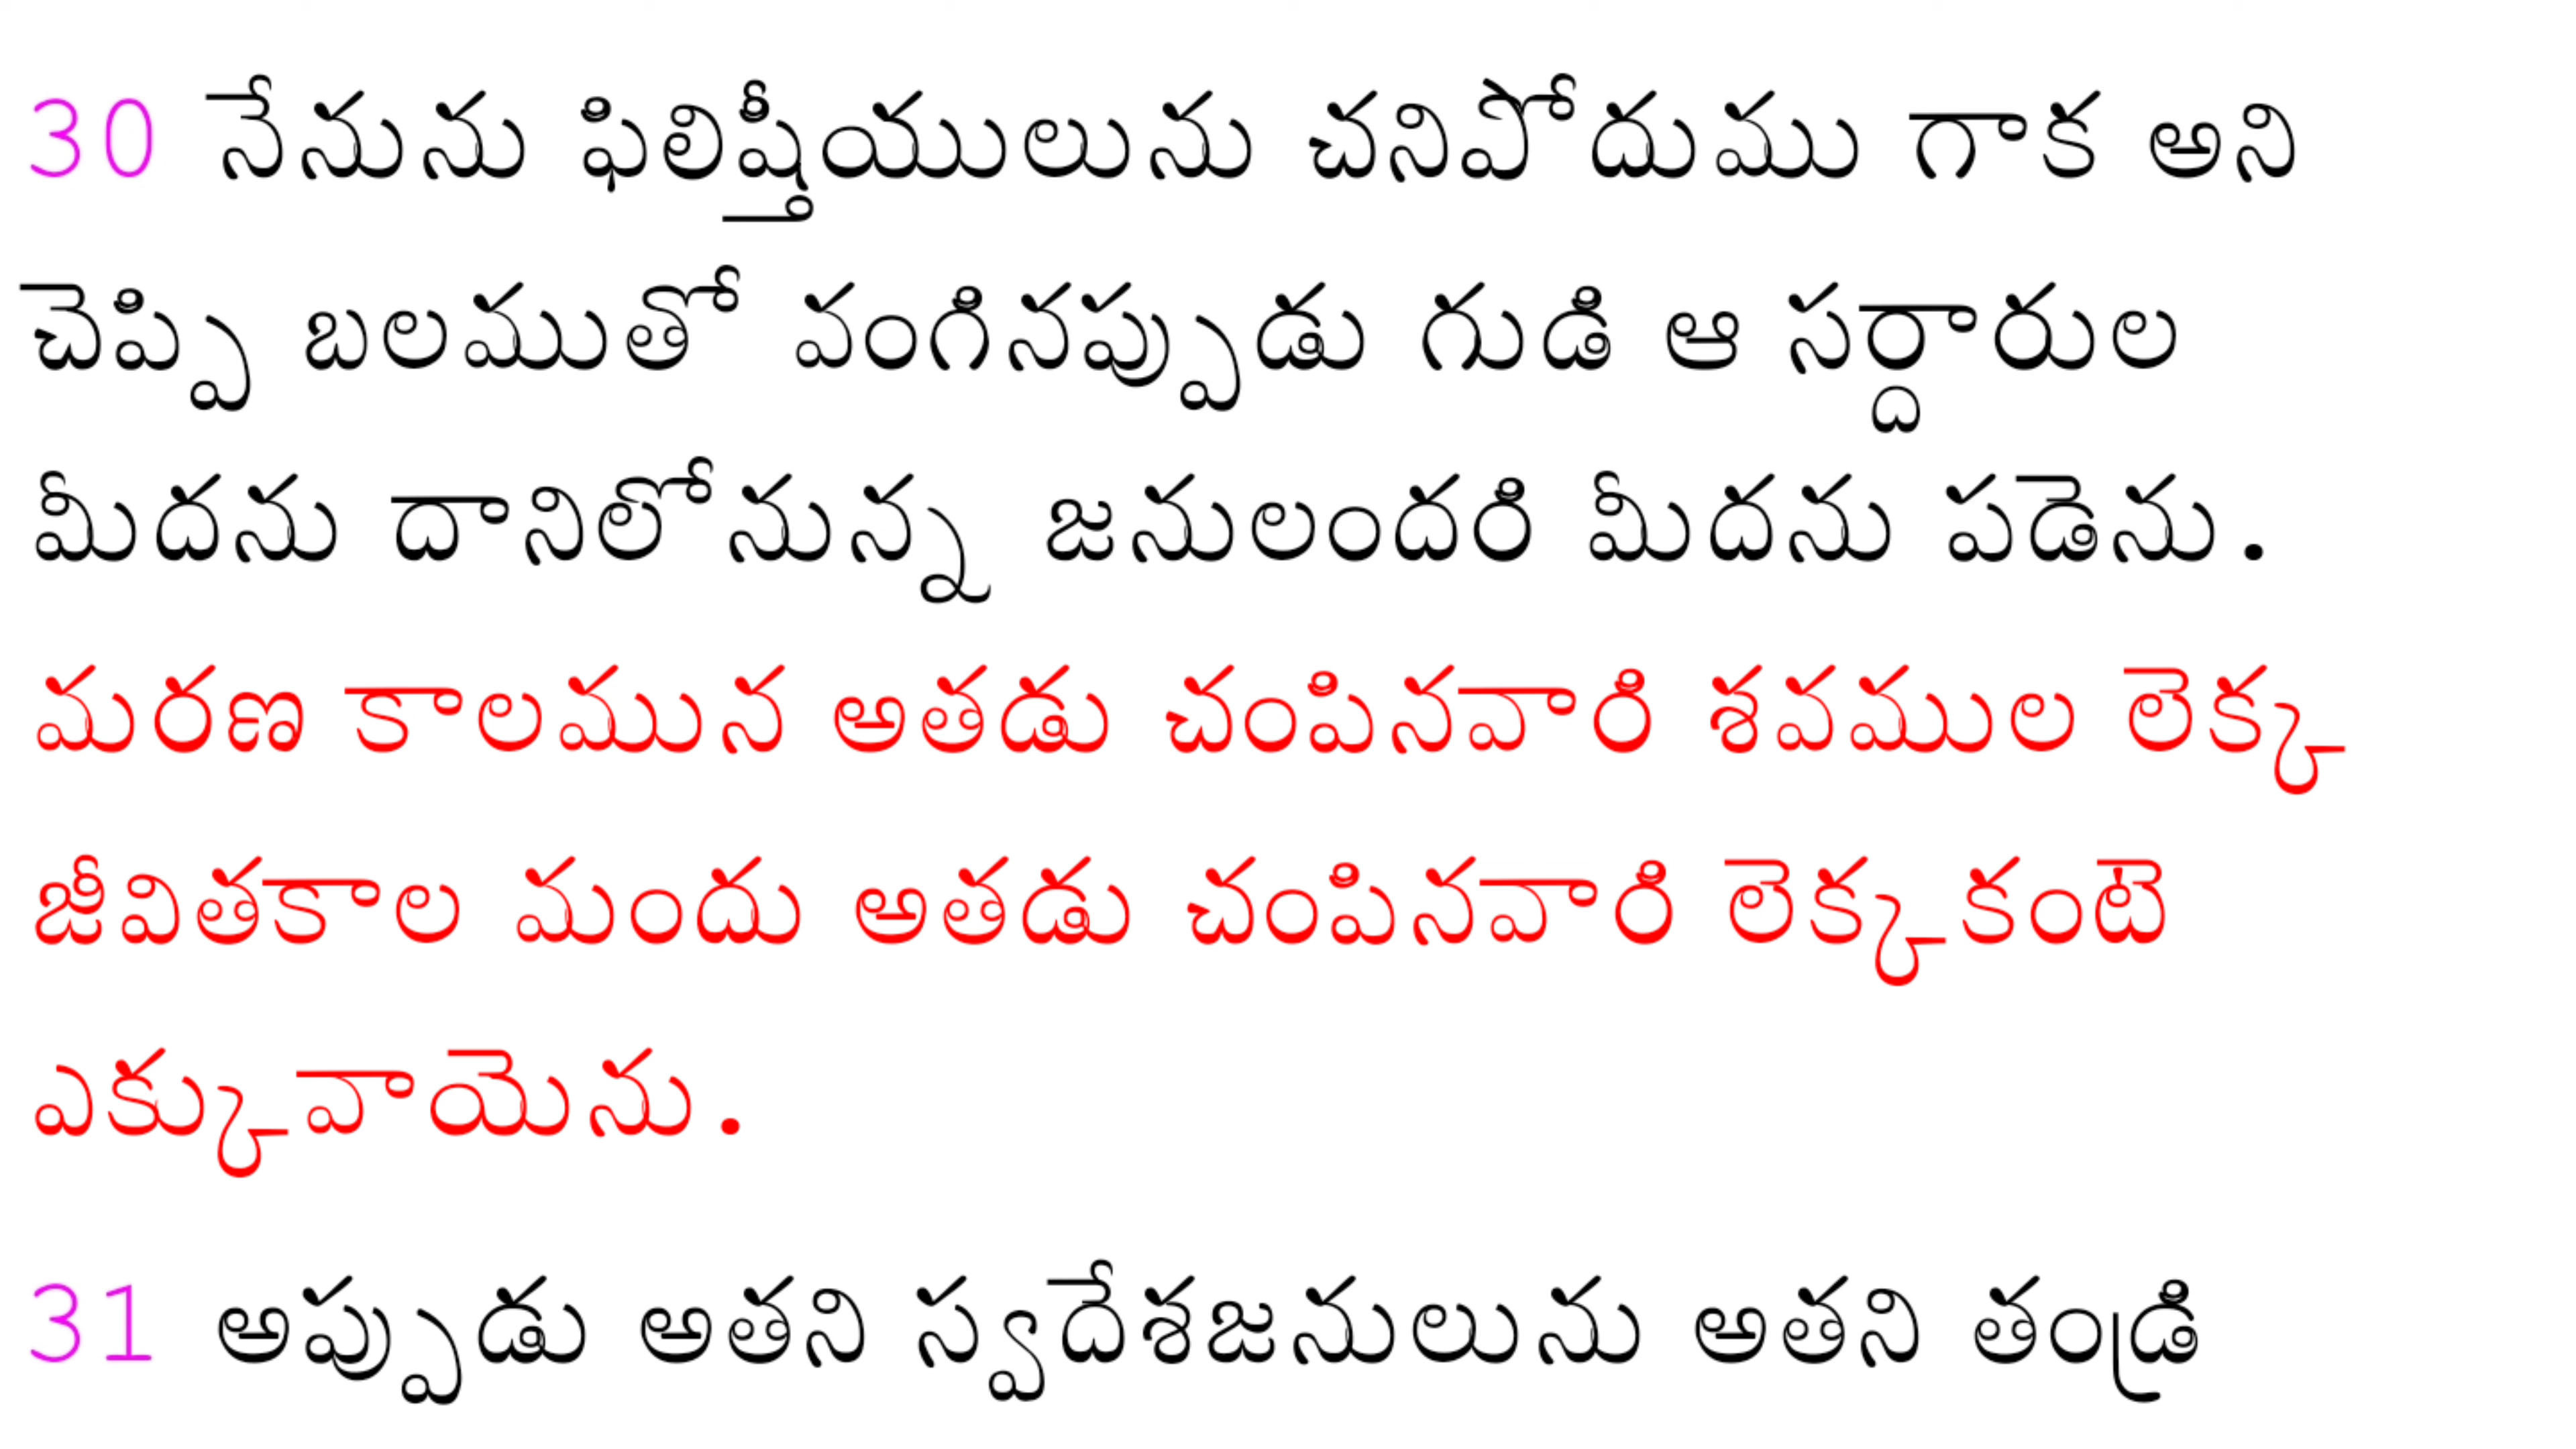 30 నేనును ఫిలిష్తీయులును చనిపోదుము గాక అని
చెప్పి బలముతో వంగినప్పుడు గుడి ఆ సర్దారుల
మీదను దానిలోనున్న జనులందరి మీదను పడెను.
మరణ కాలమున అతడు చంపినవారి శవముల లెక్క
జీవితకాల మందు అతడు చంపినవారి లెక్కకంటె
ఎక్కువాయెను.
31 అప్పుడు అతని స్వదేశజనులును అతని తండ్రి